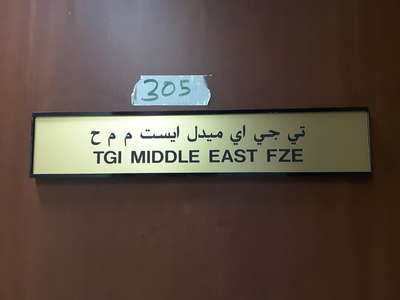 305
تي جي اي ميدل ايست م م ح
TGI MIDDLE EAST FZE